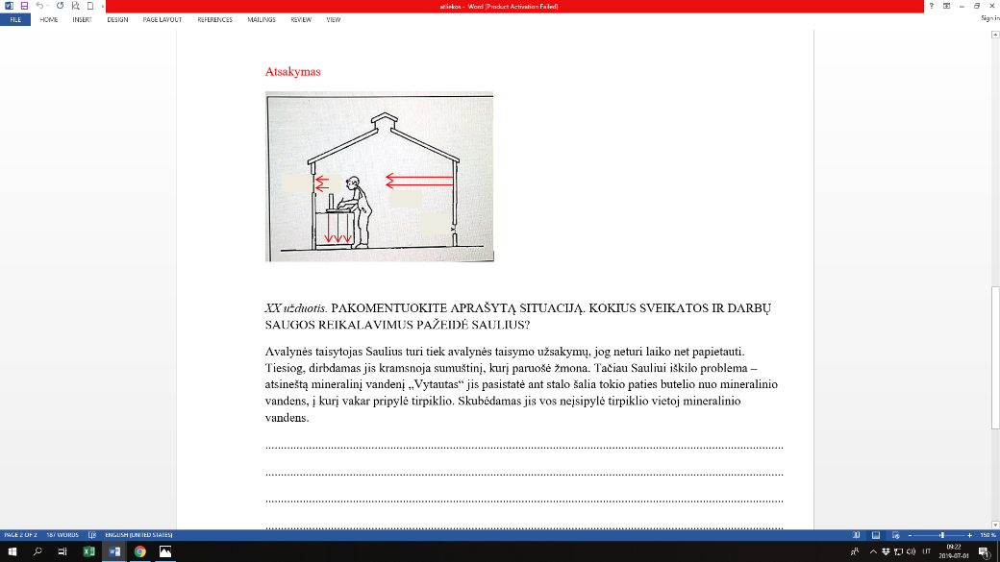 atliekos - Word (Product Activation Failed)
Sign in
FILE HOME INSERT DESIGN PAGE LAYOUT REFERENCES MAILINGS REVIEW VIEW
Atsakymas
XX užduotis. PAKOMENTUOKITE APRAŠYTĄ SITUACIJĄ. KOKIUS SVEIKATOS IR DARBŲ
SAUGOS REIKALAVIMUS PAŽEIDĖ SAULIUS?
Avalynės taisytojas Saulius turi tiek avalynės taisymo užsakymų, jog neturi laiko net papietauti.
Tiesiog, dirbdamas jis kramsnoja sumuštinį, kurį paruošė žmona. Tačiau Sauliui iškilo problema –
atsineštą mineralinį vandenį „Vytautas“ jis pasistatė ant stalo šalia tokio paties butelio nuo mineralinio
vandens, į kurį vakar pripylė tirpiklio. Skubėdamas jis vos neįsipylė tirpiklio vietoj mineralinio
vandens.
PAGE 2 OF 2 187 WORDS ENGLISH (UNITED STATES) 150 %
LIT 09:22
2019-07-01